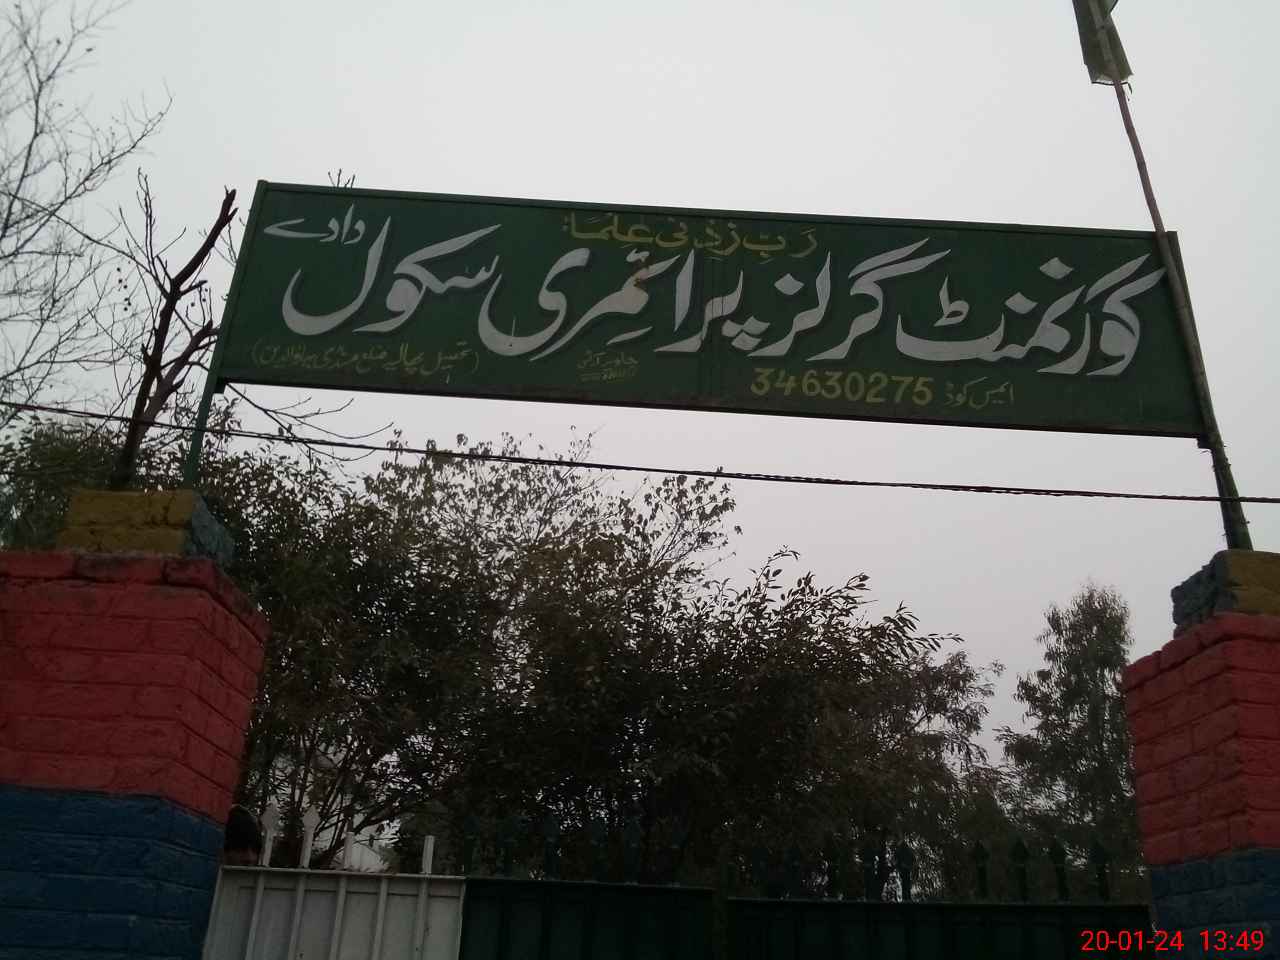 رَبِّ زِدْنِی عِلْمًا
گورنمنٹ گرلز پرائمری سکول دادے
ایمس کوڈ 34630275
(تحصیل پھالیہ ضلع منڈی بہاؤالدین)
20-01-24 13:49